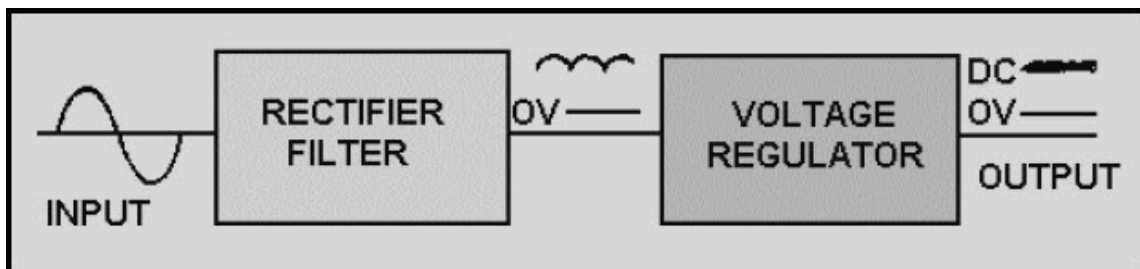 INPUT
RECTIFIER
FILTER
OV
VOLTAGE
REGULATOR
DC
OV
OUTPUT